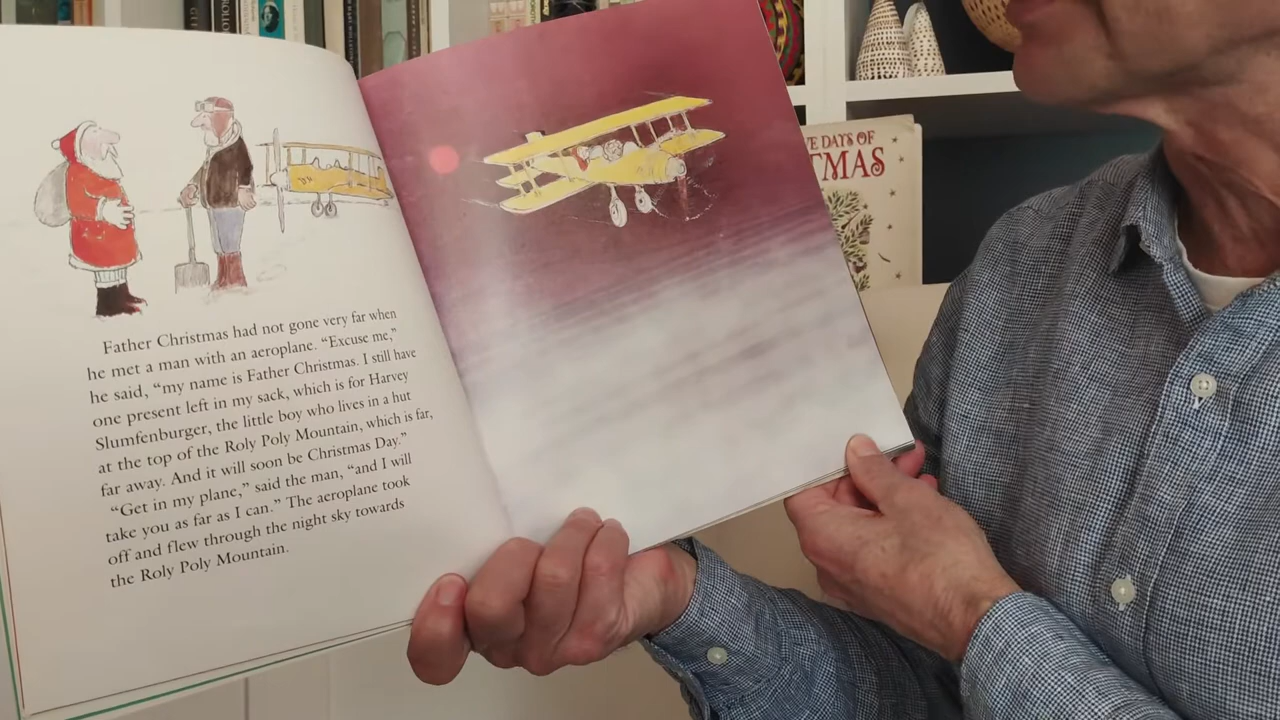 Father Christmas had not gone very far when
he met a man with an aeroplane. “Excuse me,”
he said, “my name is Father Christmas. I still have
one present left in my sack, which is for Harvey
Slumfenburger, the little boy who lives in a hut
at the top of the Roly Poly Mountain, which is far,
far away. And it will soon be Christmas Day.”
“Get in my plane,” said the man, “and I will
take you as far as I can.” The aeroplane took
off and flew through the night sky towards
the Roly Poly Mountain.
DAYS OF